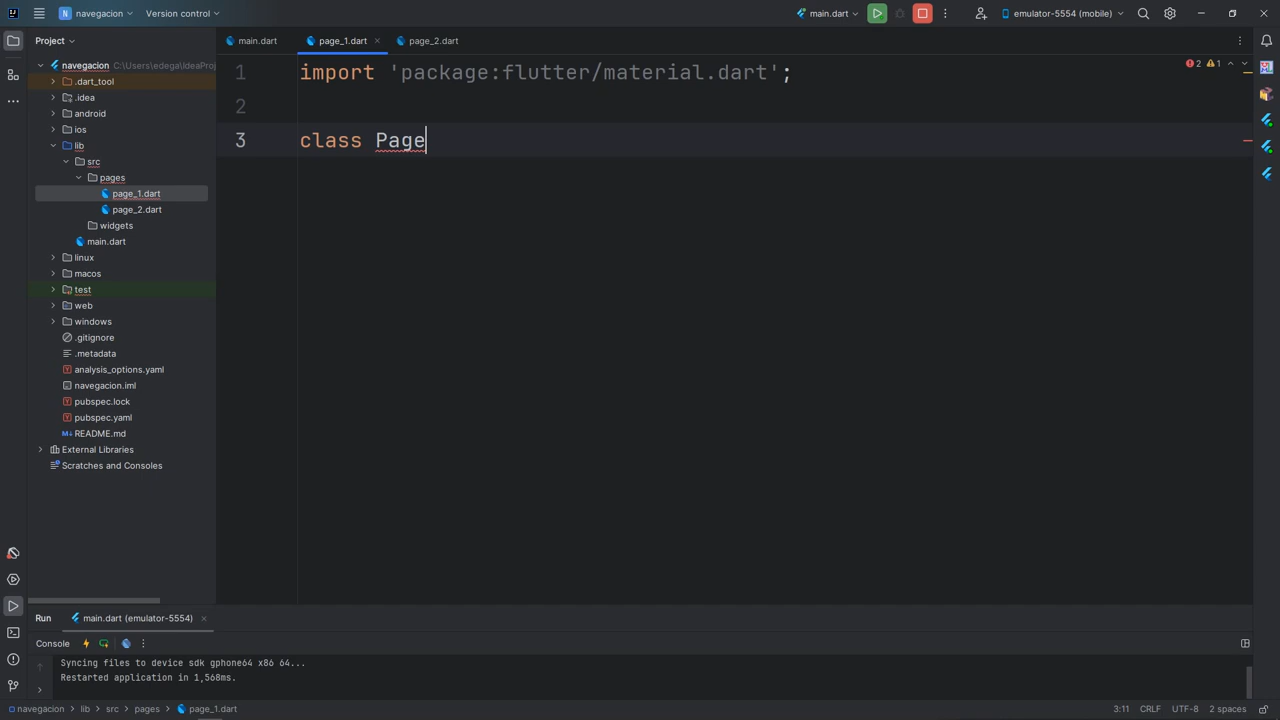 navegacion
Version control
main.dart
emulator-5554 (mobile)
Project
main.dart
page_1.dart
page_2.dart
navegacion C:\Users\edega\IdeaProj
.dart_tool
.idea
android
ios
lib
src
pages
page_1.dart
page_2.dart
widgets
main.dart
linux
macos
test
web
windows
.gitignore
.metadata
analysis_options.yaml
navegacion.iml
pubspec.lock
pubspec.yaml
README.md
External Libraries
Scratches and Consoles
1 import 'package:flutter/material.dart';
2
3 class Page
2 1
Run main.dart (emulator-5554)
Console
Syncing files to device sdk gphone64 x86 64...
Restarted application in 1,568ms.
navegacion > lib > src > pages > page_1.dart
3:11 CRLF UTF-8 2 spaces